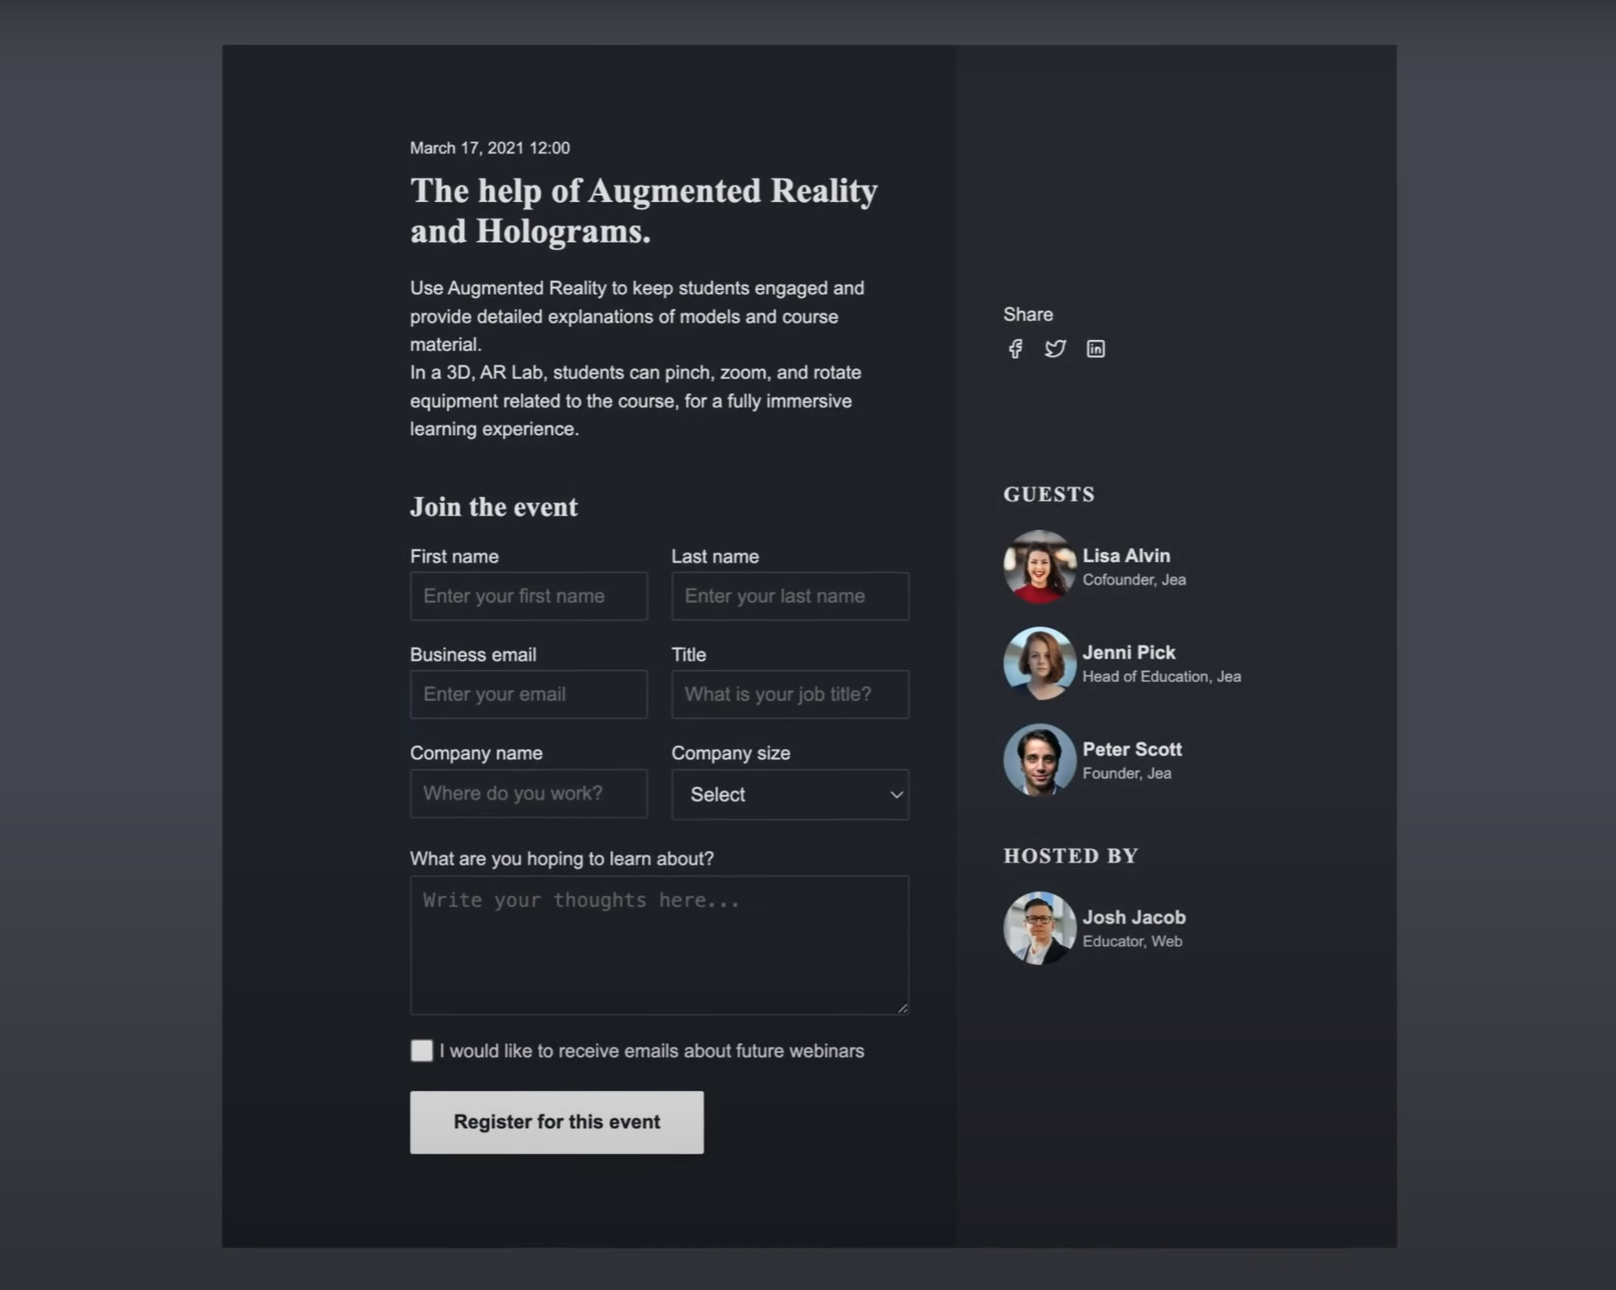 March 17, 2021 12:00
The help of Augmented Reality
and Holograms.
Use Augmented Reality to keep students engaged and
provide detailed explanations of models and course
material.
In a 3D, AR Lab, students can pinch, zoom, and rotate
equipment related to the course, for a fully immersive
learning experience.
Join the event
First name
Enter your first name
Last name
Enter your last name
Business email
Enter your email
Title
What is your job title?
Company name
Where do you work?
Company size
Select
What are you hoping to learn about?
Write your thoughts here...
I would like to receive emails about future webinars
Register for this event
Share
in
GUESTS
Lisa Alvin
Cofounder, Jea
Jenni Pick
Head of Education, Jea
Peter Scott
Founder, Jea
HOSTED BY
Josh Jacob
Educator, Web